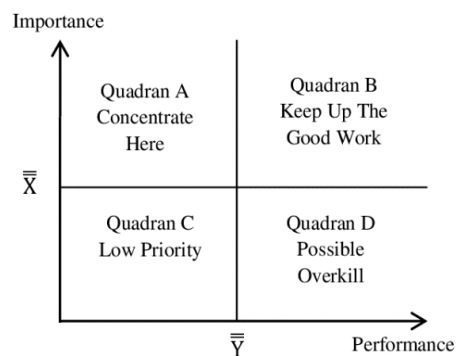 Importance
Quadran A
Concentrate
Here
Quadran B
Keep Up The
Good Work
X̿
Quadran C
Low Priority
Quadran D
Possible
Overkill
Y̿
Performance